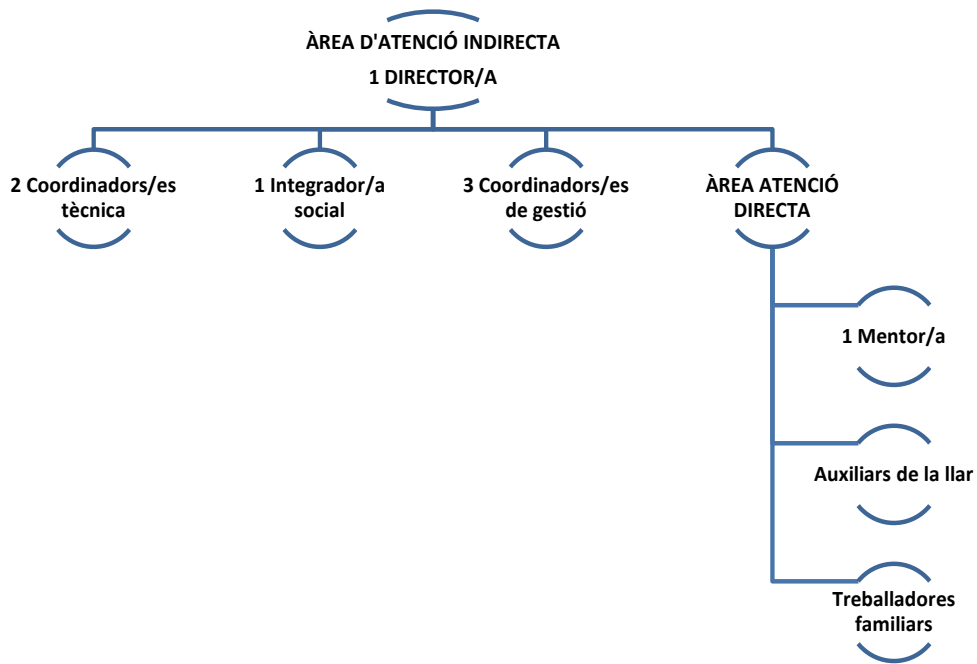 ÀREA D'ATENCIÓ INDIRECTA
1 DIRECTOR/A
2 Coordinadors/es
tècnica
1 Integrador/a
social
3 Coordinadors/es
de gestió
ÀREA ATENCIÓ
DIRECTA
1 Mentor/a
Auxiliars de la llar
Treballadores
familiars